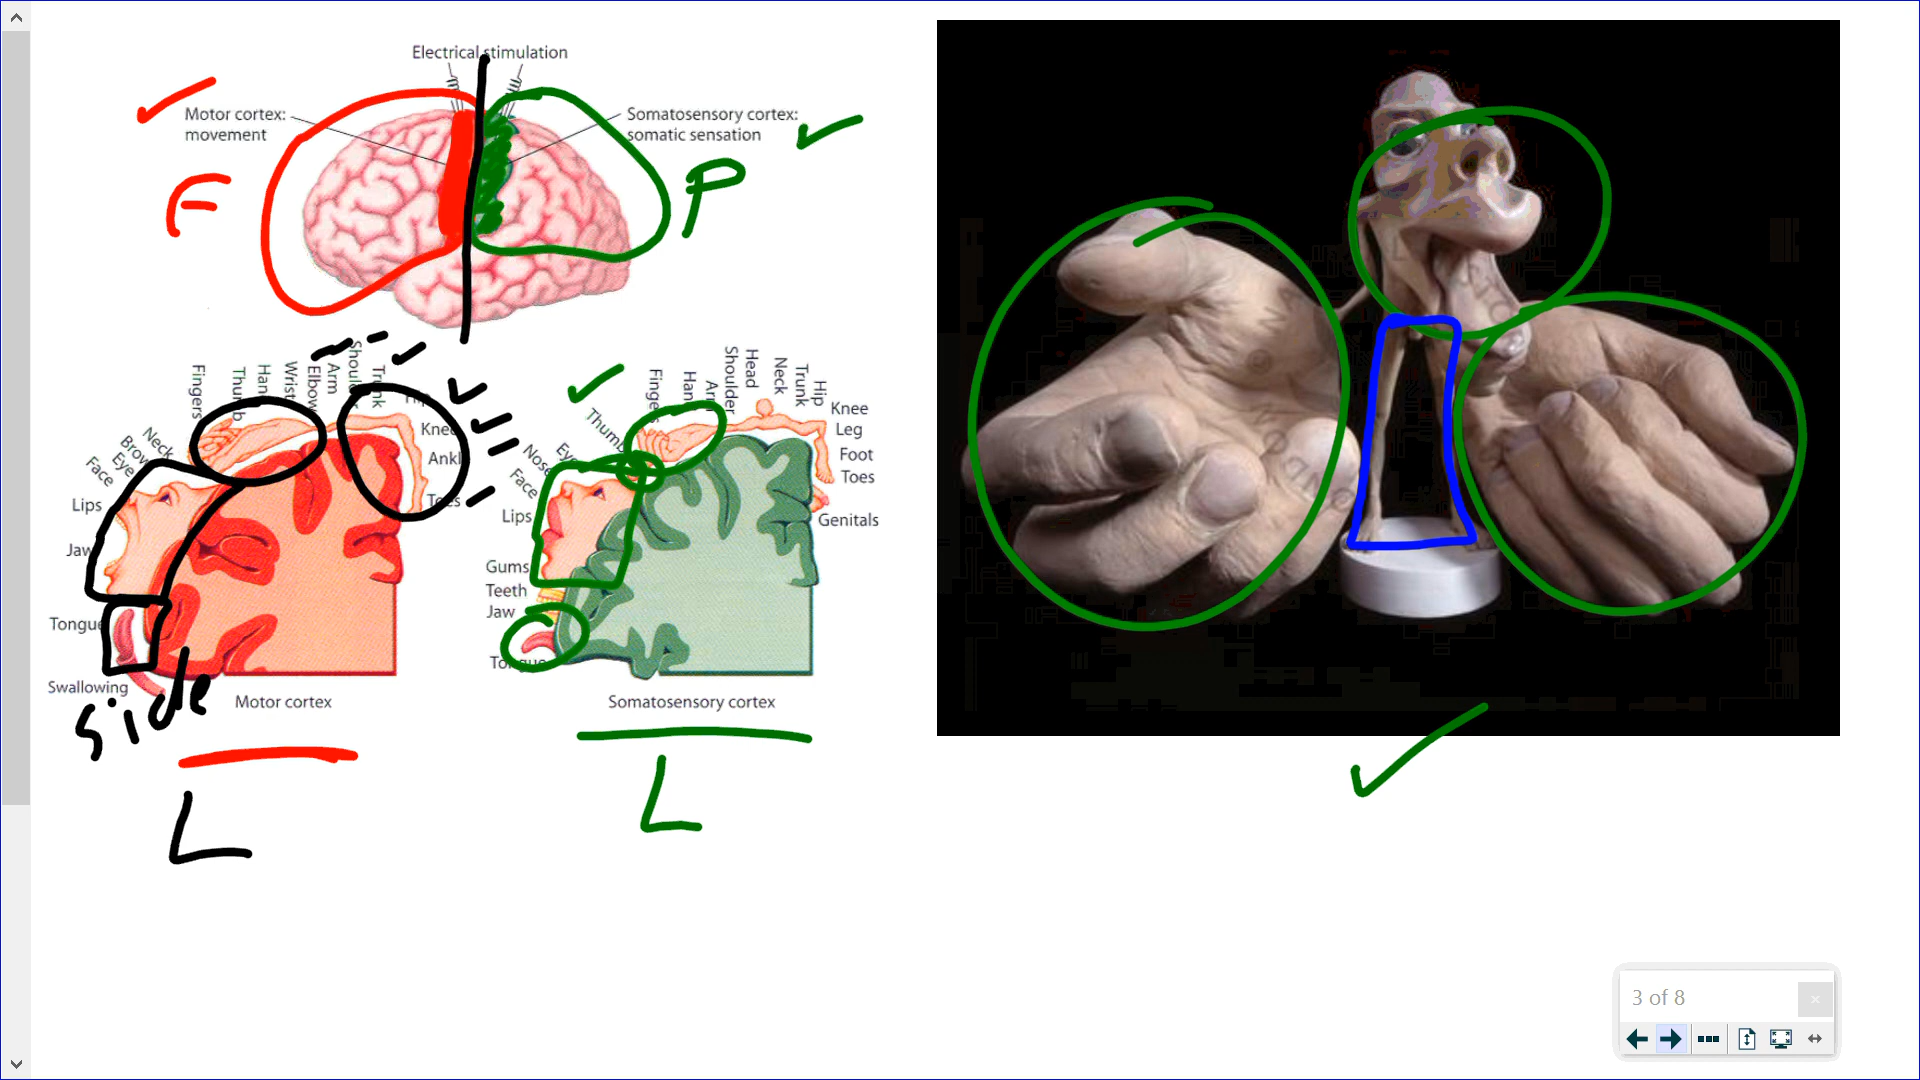 Electrical stimulation
Motor cortex:
movement
Somatosensory cortex:
somatic sensation
F
P
Fingers
Thumb
Hand
Wrist
Elbow
Arm
Shoulder
Trunk
Hip
Knee
Ankle
Toes
Neck
Brow
Eye
Face
Lips
Jaw
Tongue
Swallowing
Motor cortex
side
L
Fingers
Hand
Arm
Shoulder
Head
Neck
Trunk
Hip
Knee
Leg
Foot
Toes
Genitals
Thumb
Eye
Nose
Face
Lips
Gums
Teeth
Jaw
Tongue
Somatosensory cortex
L
3 of 8